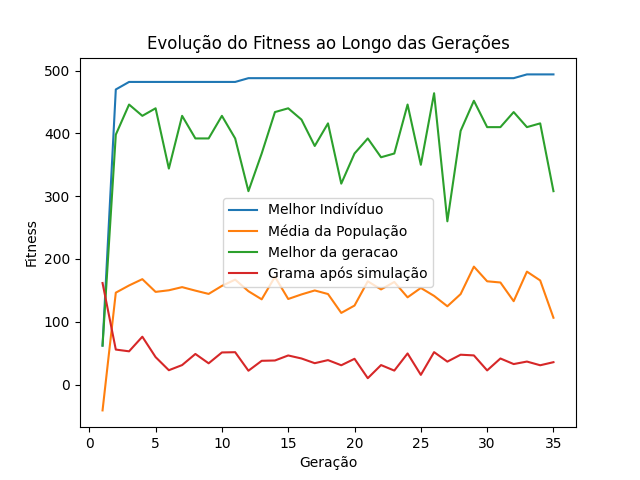 Evolução do Fitness ao Longo das Gerações
500
400
300
200
100
0
Fitness
Melhor Indivíduo
Média da População
Melhor da geracao
Grama após simulação
0
5
10
15
20
25
30
35
Geração